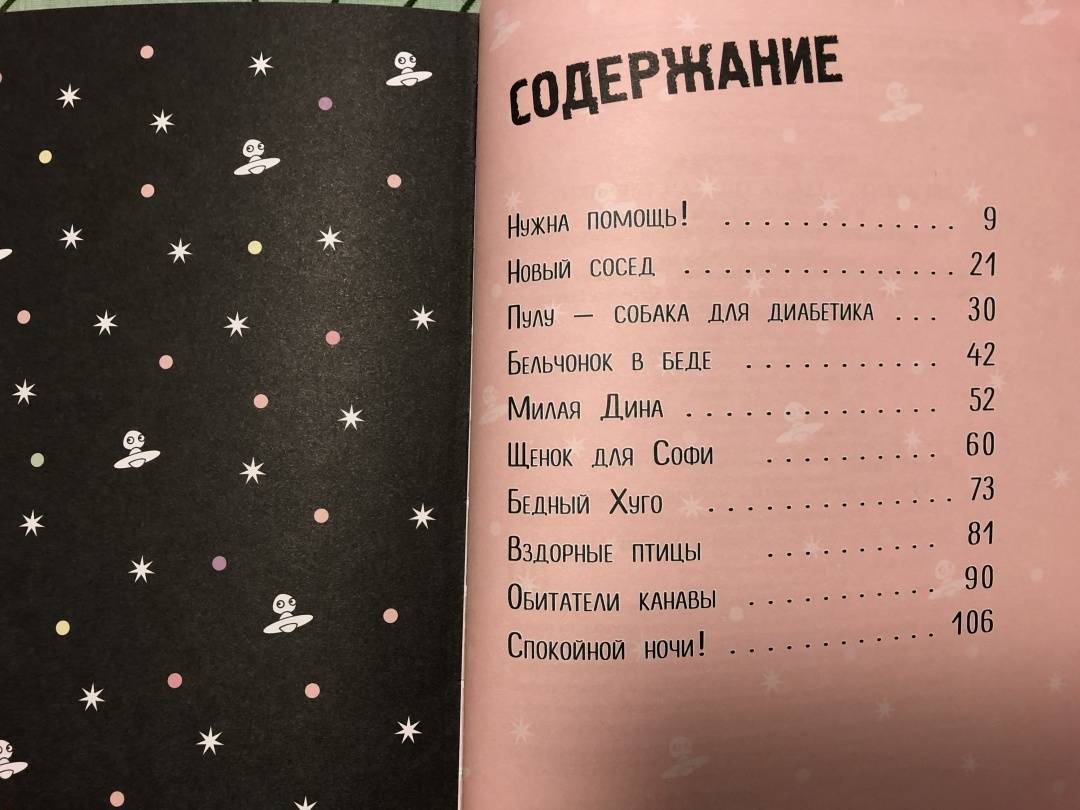 СОДЕРЖАНИЕ
Нужна помощь! . . . . . . . . . . . . 9
Новый сосед . . . . . . . . . . . . . . 21
Пулу — собака для диабетика . . . 30
Бельчонок в беде . . . . . . . . . . 42
Милая Дина . . . . . . . . . . . . . 52
Щенок для Софи . . . . . . . . . 60
Бедный Хуго . . . . . . . . . . . . . 73
Вздорные птицы . . . . . . . . . 81
Обитатели канавы . . . . . . . . . . 90
Спокойной ночи! . . . . . . . . . . . 106